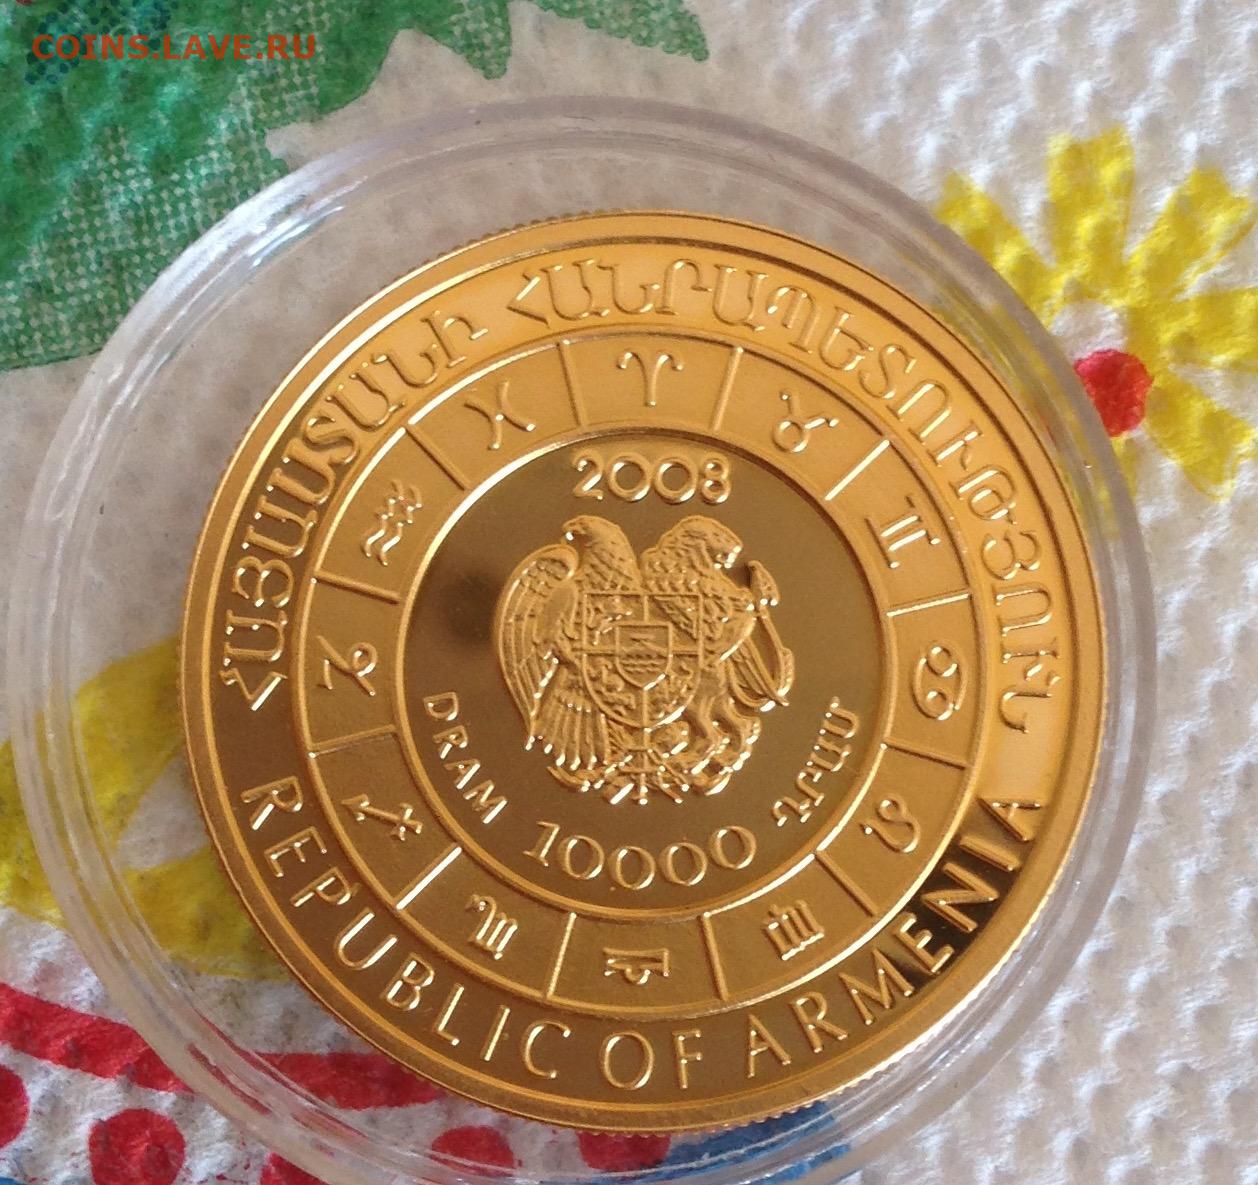 COINS.LAVE.RU
ՀԱՅԱՍՏԱՆԻ ՀԱՆՐԱՊԵՏՈՒԹՅՈՒՆ
2008
DRAM 10000 ԴՐԱՄ
REPUBLIC OF ARMENIA